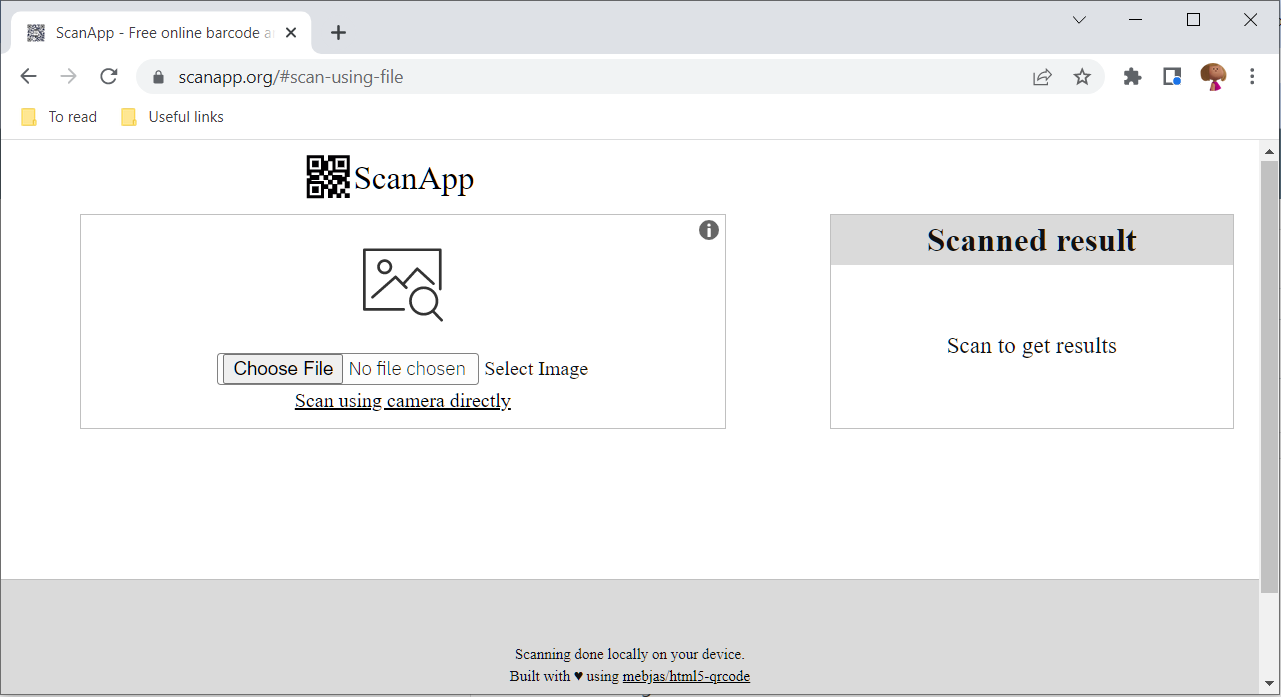 ScanApp - Free online barcode a
scanapp.org/#scan-using-file
To read Useful links
ScanApp
Scanned result
Scan to get results
Choose File No file chosen Select Image
Scan using camera directly
Scanning done locally on your device.
Built with ♥ using mebjas/html5-qrcode